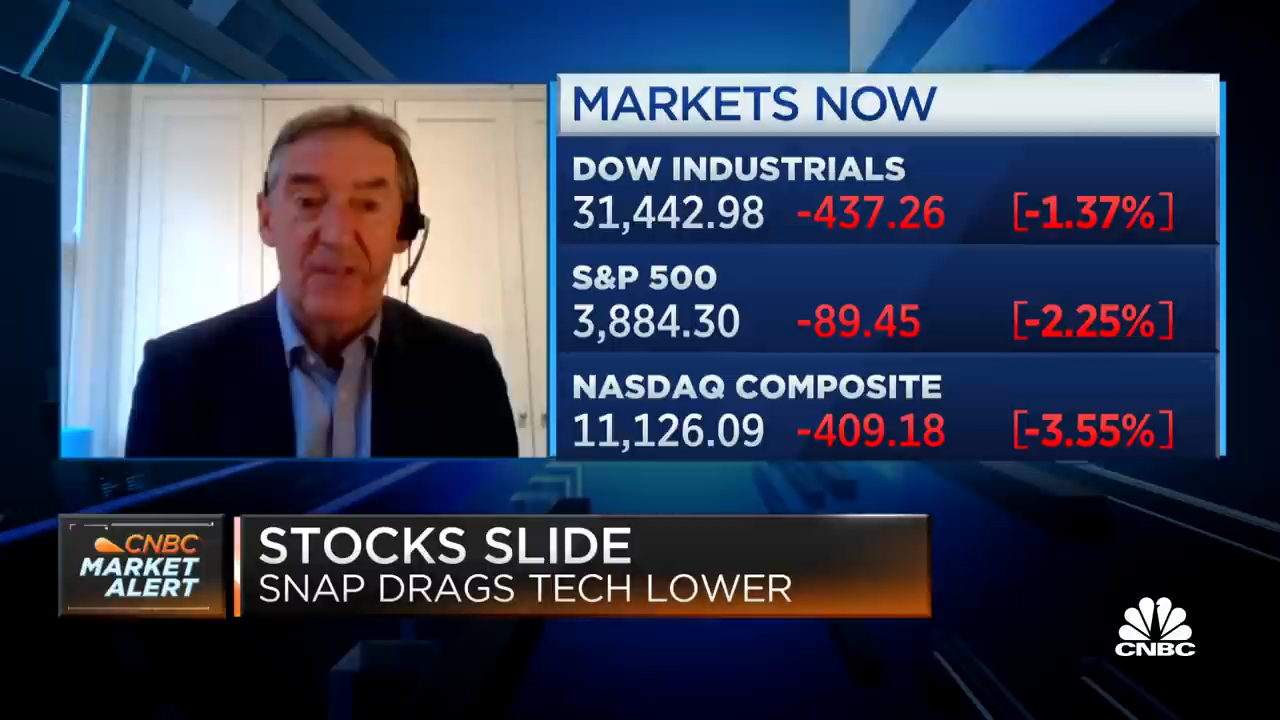 MARKETS NOW
DOW INDUSTRIALS
31,442.98 -437.26 [-1.37%]
S&P 500
3,884.30 -89.45 [-2.25%]
NASDAQ COMPOSITE
11,126.09 -409.18 [-3.55%]
CNBC
MARKET
ALERT
STOCKS SLIDE
SNAP DRAGS TECH LOWER
CNBC